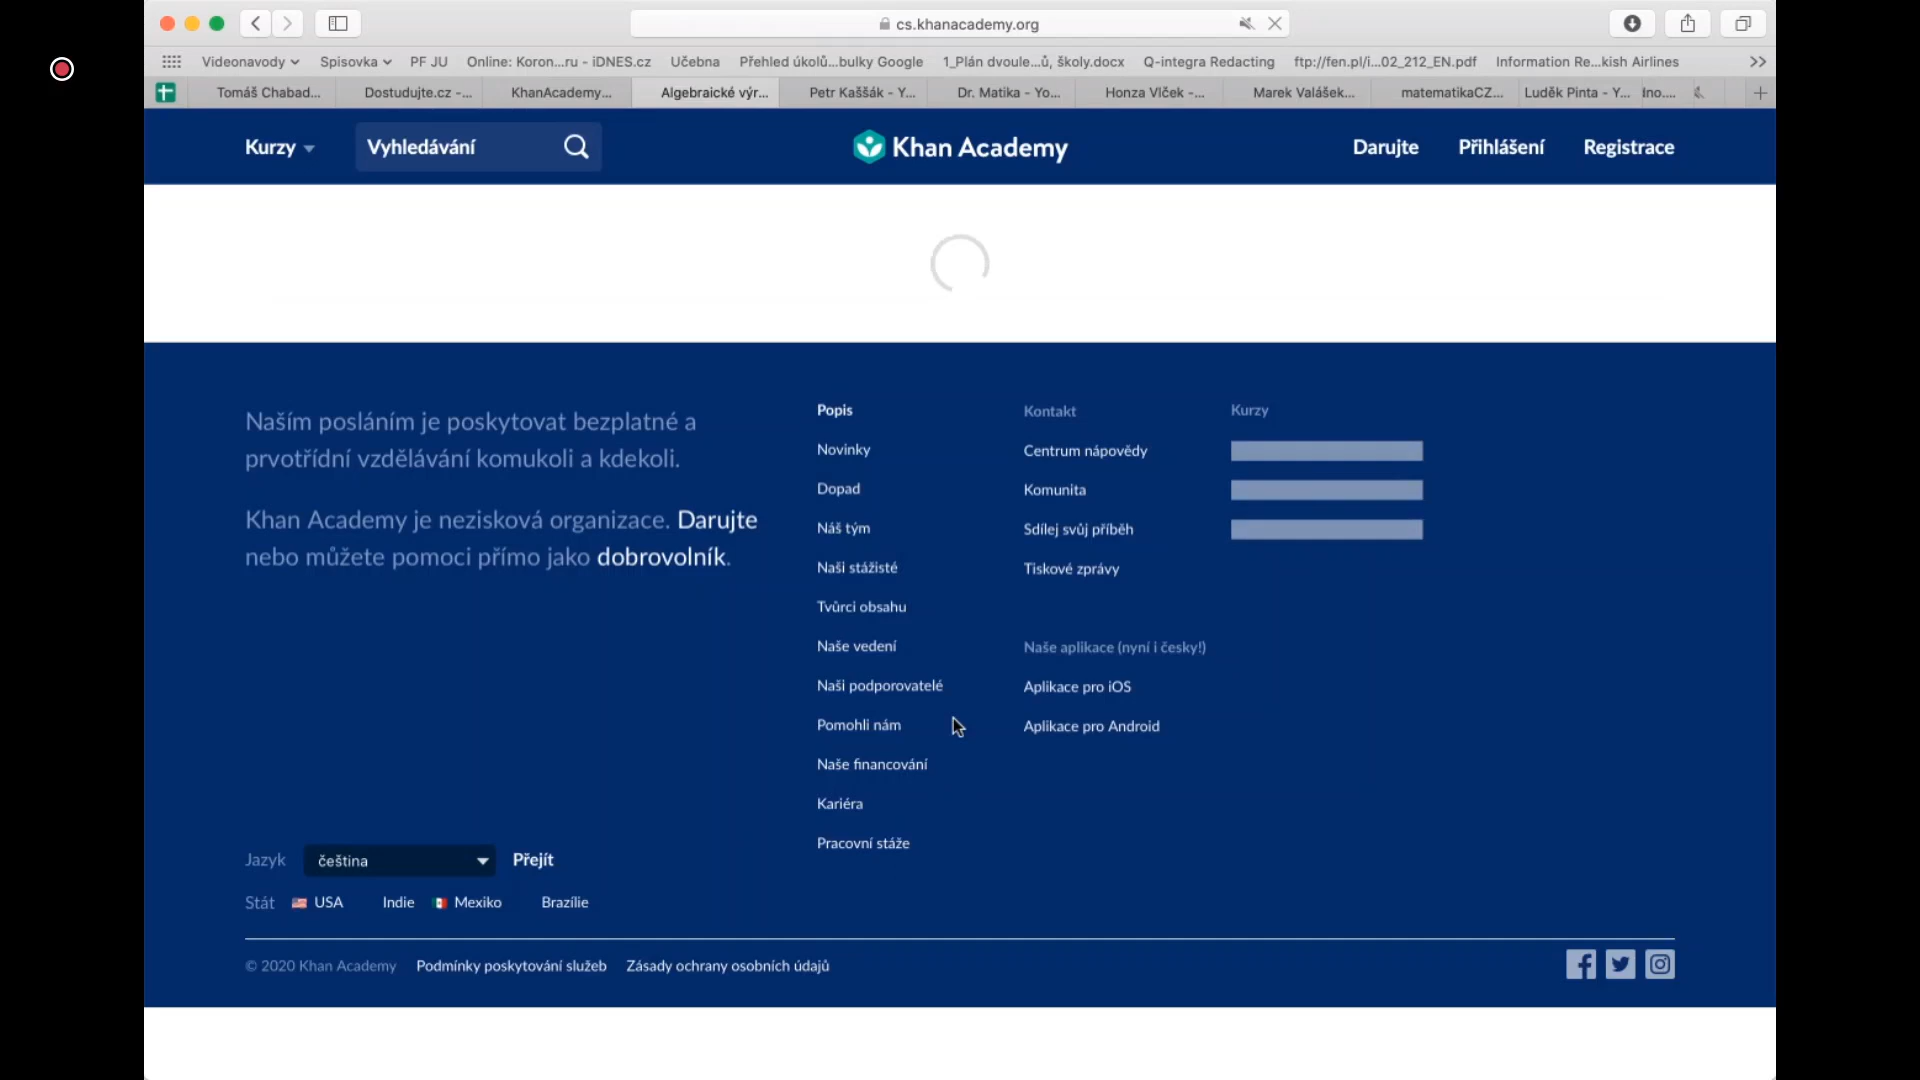 cs.khanacademy.org
Videonavody Spisovka PF JU Online: Koron...ru - iDNES.cz Učebna Přehled úkolů...bulky Google 1_Plán dvoule...ů, školy.docx Q-integra Redacting ftp://fen.pl/i...02_212_EN.pdf Information Re...kish Airlines
Tomáš Chabad... Dostudujte.cz -... KhanAcademy... Algebraické výr... Petr Kaššák - Y... Dr. Matika - Yo... Honza Vlček -... Marek Valášek... matematikaCZ... Luděk Pinta - Y...
Kurzy Vyhledávání Khan Academy Darujte Přihlášení Registrace
Naším posláním je poskytovat bezplatné a
prvotřídní vzdělávání komukoli a kdekoli.
Khan Academy je nezisková organizace. Darujte
nebo můžete pomoci přímo jako dobrovolník.
Popis
Novinky
Dopad
Náš tým
Naši stážisté
Tvůrci obsahu
Naše vedení
Naši podporovatelé
Pomohli nám
Naše financování
Kariéra
Pracovní stáže
Kontakt
Centrum nápovědy
Komunita
Sdílej svůj příběh
Tiskové zprávy
Naše aplikace (nyní i česky!)
Aplikace pro iOS
Aplikace pro Android
Kurzy
Jazyk čeština Přejít
Stát USA Indie Mexiko Brazílie
© 2020 Khan Academy Podmínky poskytování služeb Zásady ochrany osobních údajů